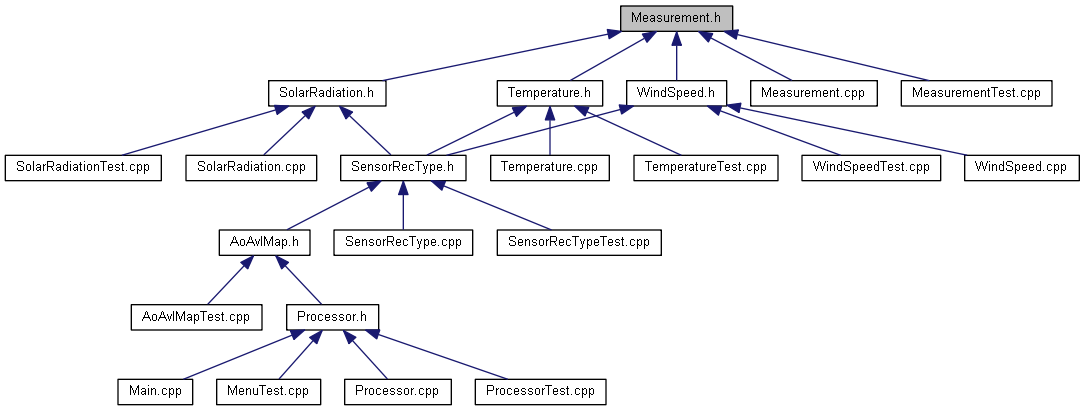 Measurement.h
SolarRadiation.h
Temperature.h
WindSpeed.h
Measurement.cpp
MeasurementTest.cpp
SolarRadiationTest.cpp
SolarRadiation.cpp
SensorRecType.h
Temperature.cpp
TemperatureTest.cpp
WindSpeedTest.cpp
WindSpeed.cpp
AoAvlMap.h
SensorRecType.cpp
SensorRecTypeTest.cpp
AoAvlMapTest.cpp
Processor.h
Main.cpp
MenuTest.cpp
Processor.cpp
ProcessorTest.cpp